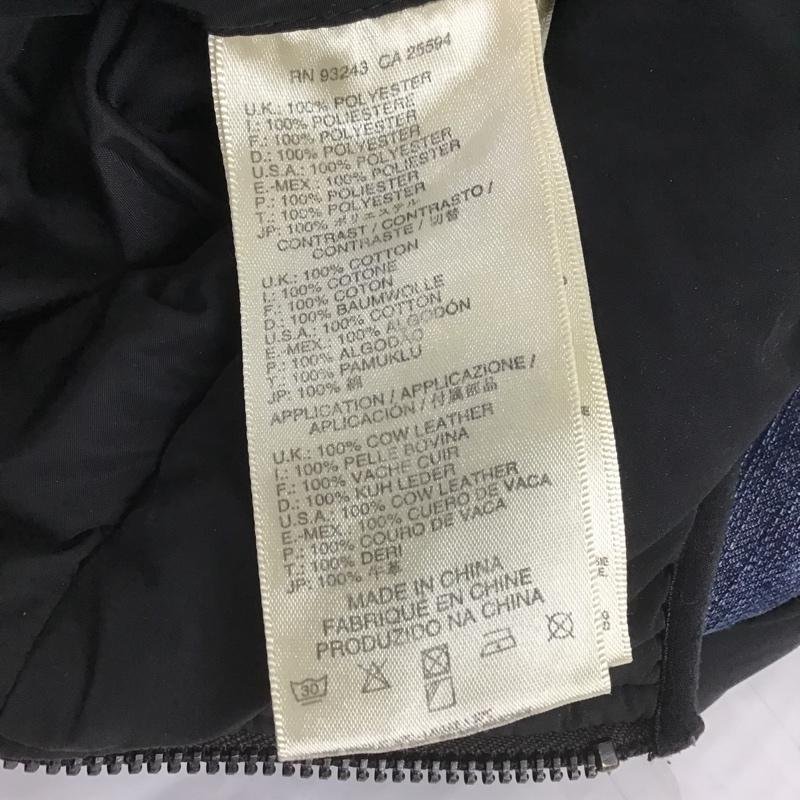 RN 93243 CA 25594
U.K.: 100% POLYESTER
I.: 100% POLIESTERE
F.: 100% POLYESTER
D.: 100% POLYESTER
U.S.A.: 100% POLYESTER
E.-MEX.: 100% POLIESTER
P.: 100% POLIESTER
T.: 100% POLYESTER
JP: 100% ポリエステル
CONTRAST / CONTRASTO /
CONTRASTE / 切替
U.K.: 100% COTTON
I.: 100% COTONE
F.: 100% COTON
D.: 100% BAUMWOLLE
U.S.A.: 100% COTTON
E.-MEX.: 100% ALGODÓN
P.: 100% ALGODAO
T.: 100% PAMUKLU
JP: 100% 綿
APPLICATION / APPLICAZIONE /
APLICACIÓN / 付属部品
U.K.: 100% COW LEATHER
I.: 100% PELLE BOVINA
F.: 100% VACHE CUIR
D.: 100% KUH LEDER
U.S.A.: 100% COW LEATHER
E.-MEX.: 100% CUERO DE VACA
P.: 100% COURO DE VACA
T.: 100% DERI
JP: 100% 牛革
MADE IN CHINA
FABRIQUÉ EN CHINE
PRODUZIDO NA CHINA
30